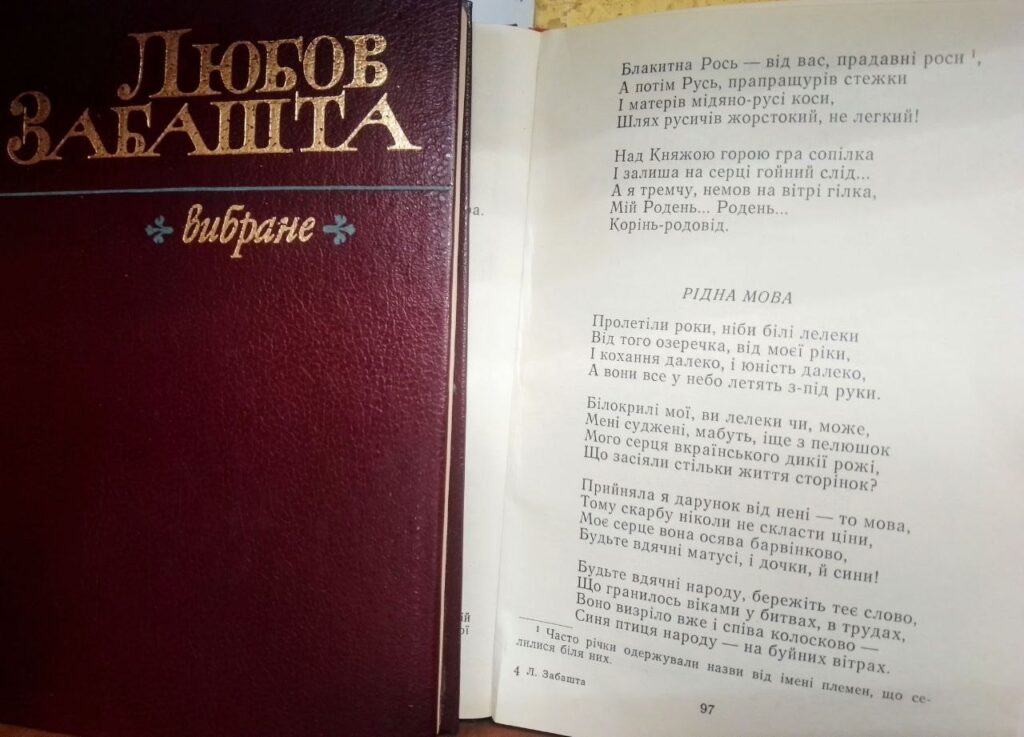 Любов
Забашта
вибране
ра.
ій
рі
Блакитна Рось — від вас, прадавні роси ¹,
А потім Русь, прапращурів стежки
І матерів мідяно-русі коси,
Шлях русичів жорстокий, не легкий!
Над Княжою горою гра сопілка
І залиша на серці гойний слід...
А я тремчу, немов на вітрі гілка,
Мій Родень... Родень...
Корінь-родовід.
РІДНА МОВА
Пролетіли роки, ніби білі лелеки
Від того озеречка, від моєї ріки,
І кохання далеко, і юність далеко,
А вони все у небо летять з-під руки.
Білокрилі мої, ви лелеки чи, може,
Мені суджені, мабуть, іще з пелюшок
Мого серця вкраїнського дикії рожі,
Що засіяли стільки життя сторінок?
Прийняла я дарунок від нені — то мова,
Тому скарбу ніколи не скласти ціни,
Моє серце вона осява барвінково,
Будьте вдячні матусі, і дочки, й сини!
Будьте вдячні народу, бережіть теє слово,
Що гранилось віками у битвах, в трудах,
Воно визріло вже і співа колосково —
Синя птиця народу — на буйних вітрах.
¹ Часто річки одержували назви від імені племен, що се-
лилися біля них.
4 Л. Забашта
97